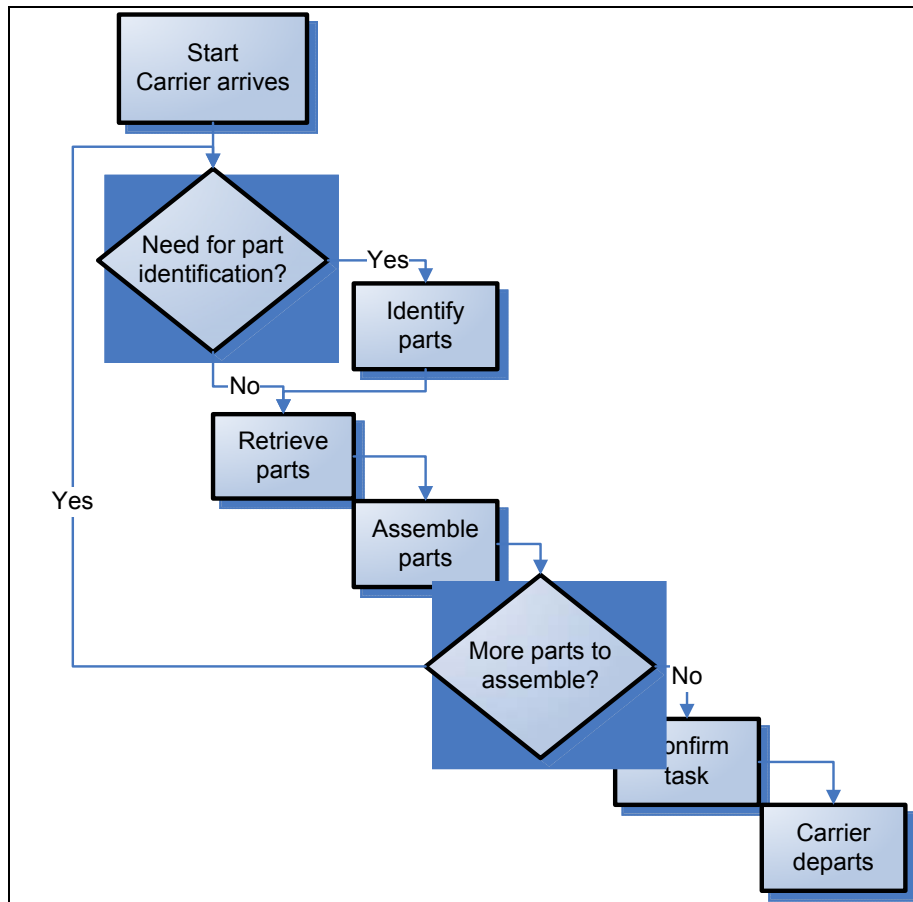 Start
Carrier arrives
Need for part
identification?
Yes
Identify
parts
No
Retrieve
parts
Yes
Assemble
parts
More parts to
assemble?
No
onfirm
task
Carrier
departs